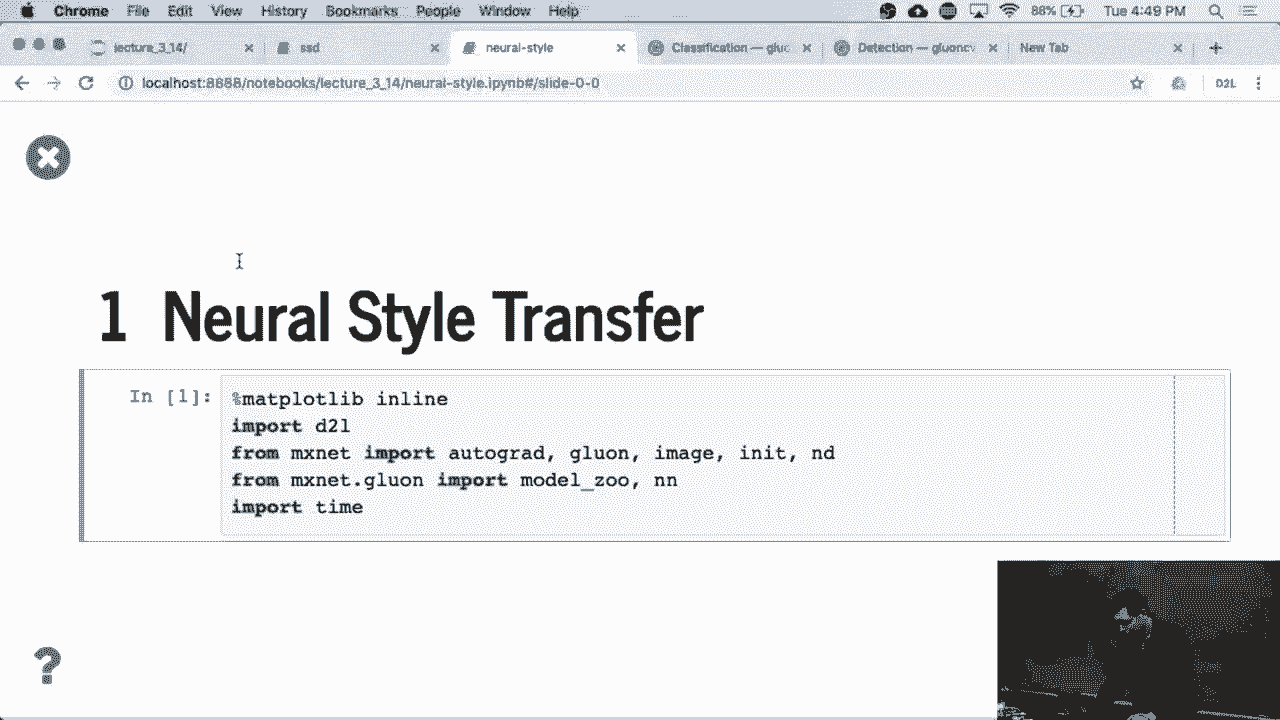 Chrome File Edit View History Bookmarks People Window Help 88% Tue 4:49 PM
lecture_3_14/ ssd neural-style Classification — gluc Detection — gluoncv New Tab
localhost:8888/notebooks/lecture_3_14/neural-style.ipynb#/slide-0-0 D2L
1 Neural Style Transfer
In [1]: %matplotlib inline
import d2l
from mxnet import autograd, gluon, image, init, nd
from mxnet.gluon import model_zoo, nn
import time
?